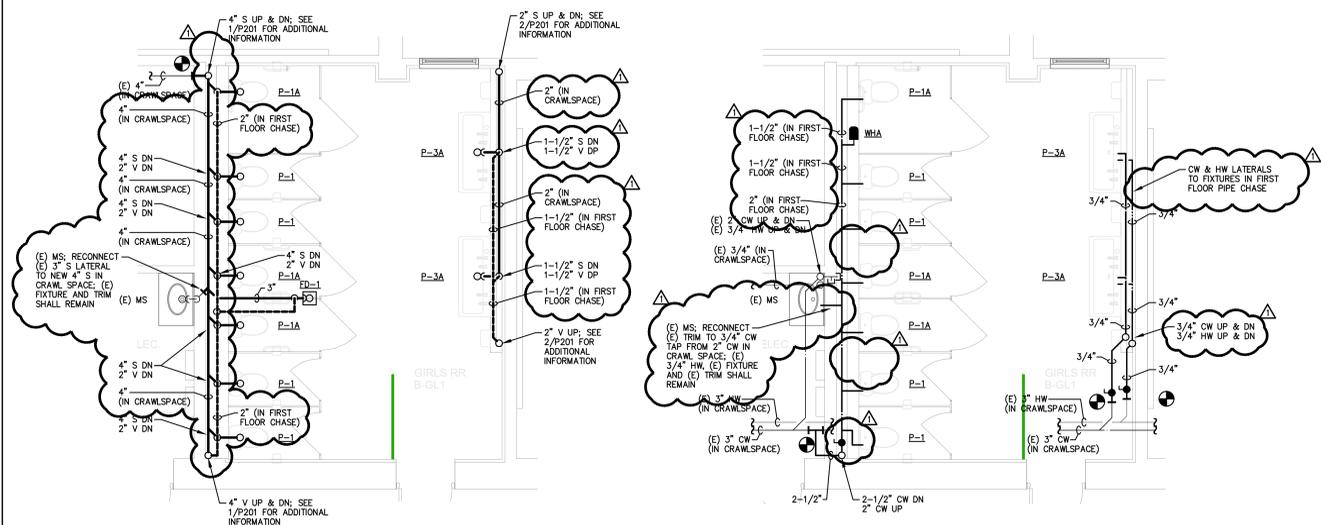 4" S UP & DN; SEE
1/P201 FOR ADDITIONAL
INFORMATION
1
(E) 4"
(IN CRAWLSPACE)
4"
(IN CRAWLSPACE)
P-1A
2" (IN FIRST
FLOOR CHASE)
4" S DN
2" V DN
P-1
4"
(IN CRAWLSPACE)
4" S DN
2" V DN
P-1
4"
(IN CRAWLSPACE)
(E) MS; RECONNECT
(E) 3" S LATERAL
TO NEW 4" S IN
CRAWL SPACE; (E)
FIXTURE AND TRIM
SHALL REMAIN
(E) MS
4" S DN
2" V DN
P-1A
FD-1
3"
P-1A
ELEC.
4" S DN
2" V DN
P-1
4"
(IN CRAWLSPACE)
2" (IN FIRST
FLOOR CHASE)
4" S DN
2" V DN
P-1
4" V UP & DN; SEE
1/P201 FOR ADDITIONAL
INFORMATION
2" S UP & DN; SEE
2/P201 FOR ADDITIONAL
INFORMATION
1
2" (IN
CRAWLSPACE)
1
1-1/2" S DN
1-1/2" V DP
P-3A
1
2" (IN
CRAWLSPACE)
1-1/2" (IN FIRST
FLOOR CHASE)
1-1/2" S DN
1-1/2" V DP
P-3A
1-1/2" (IN FIRST
FLOOR CHASE)
2" V UP; SEE
2/P201 FOR
ADDITIONAL
INFORMATION
GIRLS RR
B-GL1
1
1-1/2" (IN FIRST
FLOOR CHASE)
WHA
P-1A
1-1/2" (IN FIRST
FLOOR CHASE)
P-1
2" (IN
FIRST
FLOOR CHASE)
P-1
(E) 2" CW UP & DN
(E) 3/4" HW UP & DN
1
(E) 3/4" (IN
CRAWLSPACE)
P-1A
(E) MS
1
(E) MS; RECONNECT
(E) TRIM TO 3/4" CW
TAP FROM 2" CW IN
CRAWL SPACE; (E)
3/4" HW, (E) FIXTURE
AND (E) TRIM SHALL
REMAIN
P-1A
1
ELEC.
P-1
(E) 3" HW
(IN CRAWLSPACE)
1
(E) 3" CW
(IN CRAWLSPACE)
P-1
2-1/2"
2-1/2" CW DN
2" CW UP
P-3A
1
CW & HW LATERALS
TO FIXTURES IN FIRST
FLOOR PIPE CHASE
3/4"
3/4"
P-3A
3/4"
3/4"
1
3/4" CW UP & DN
3/4" HW UP & DN
3/4"
3/4"
GIRLS RR
B-GL1
(E) 3" HW
(IN CRAWLSPACE)
(E) 3" CW
(IN CRAWLSPACE)